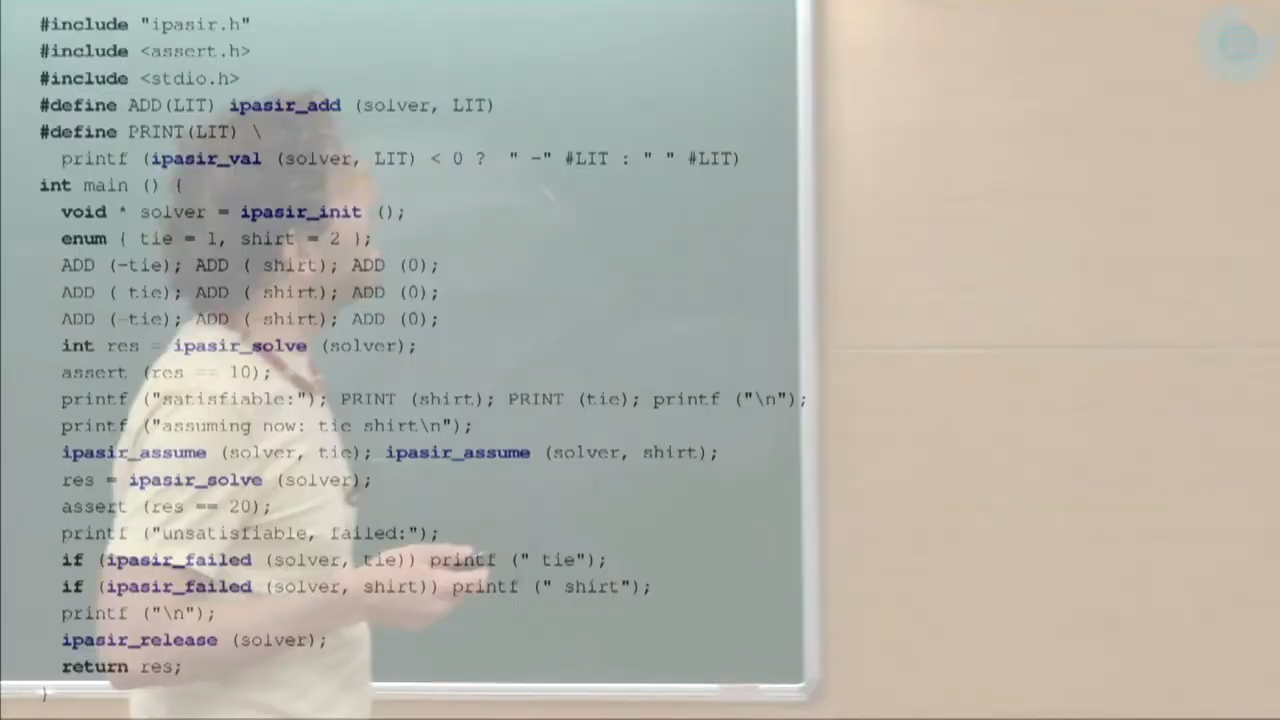 #include "ipasir.h"
#include <assert.h>
#include <stdio.h>
#define ADD(LIT) ipasir_add (solver, LIT)
#define PRINT(LIT) \
printf (ipasir_val (solver, LIT) < 0 ? " -" #LIT : " " #LIT)
int main () {
void * solver = ipasir_init ();
enum { tie = 1, shirt = 2 };
ADD (-tie); ADD ( shirt); ADD (0);
ADD ( tie); ADD ( shirt); ADD (0);
ADD (-tie); ADD (-shirt); ADD (0);
int res = ipasir_solve (solver);
assert (res == 10);
printf ("satisfiable:"); PRINT (shirt); PRINT (tie); printf ("\n");
printf ("assuming now: tie shirt\n");
ipasir_assume (solver, tie); ipasir_assume (solver, shirt);
res = ipasir_solve (solver);
assert (res == 20);
printf ("unsatisfiable, failed:");
if (ipasir_failed (solver, tie)) printf (" tie");
if (ipasir_failed (solver, shirt)) printf (" shirt");
printf ("\n");
ipasir_release (solver);
return res;
}